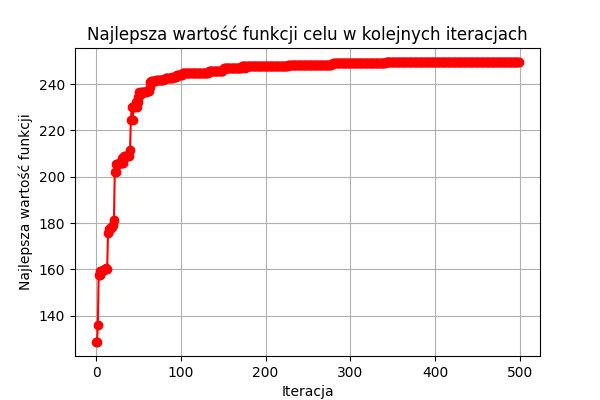 Najlepsza wartość funkcji celu w kolejnych iteracjach
Najlepsza wartość funkcji
240
220
200
180
160
140
0 100 200 300 400 500
Iteracja